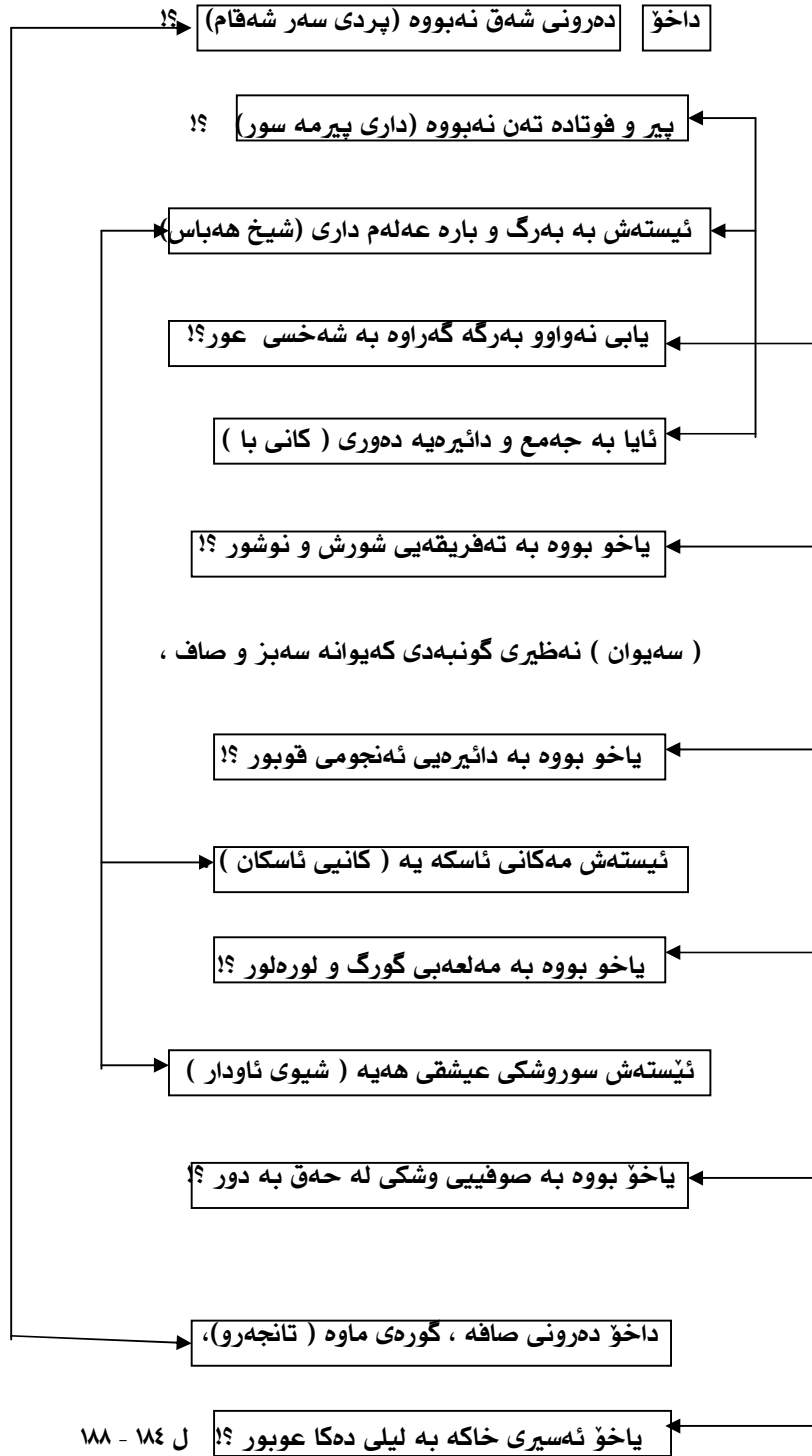 داخۆ دەرونی شەق نەبووە (پردی سەر شەقام) ؟!
پیر و فوتادە تەن نەبووە (داری پیرمە سور) ؟!
ئیستەش بە بەرگ و بارە عەلەم داری (شیخ هەباس)
یابی نەواوو بەرگە گەراوە بە شەخسی عور؟!
ئایا بە جەمع و دائیرەیە دەوری ( کانی با )
یاخو بووە بە تەفریقەیی شورش و نوشور ؟!
( سەیوان ) نەظیری گونبەدی کەیوانە سەبز و صاف ،
یاخو بووە بە دائیرەیی ئەنجومی قوبور ؟!
ئیستەش مەکانی ئاسکە یە ( کانیی ئاسکان ) ،
یاخو بووە بە مەلعەبی گورگ و لورەلور ؟!
ئێستەش سوروشکی عیشقی هەیە ( شیوی ئاودار )
یاخۆ بووە بە صوفیی وشکی لە حەق بە دور ؟!
داخۆ دەرونی صافە ، گورەی ماوە ( تانجەرو)،
یاخۆ ئەسیری خاکە بە لیلی دەکا عوبور ؟! ل ١٨٤ - ١٨٨